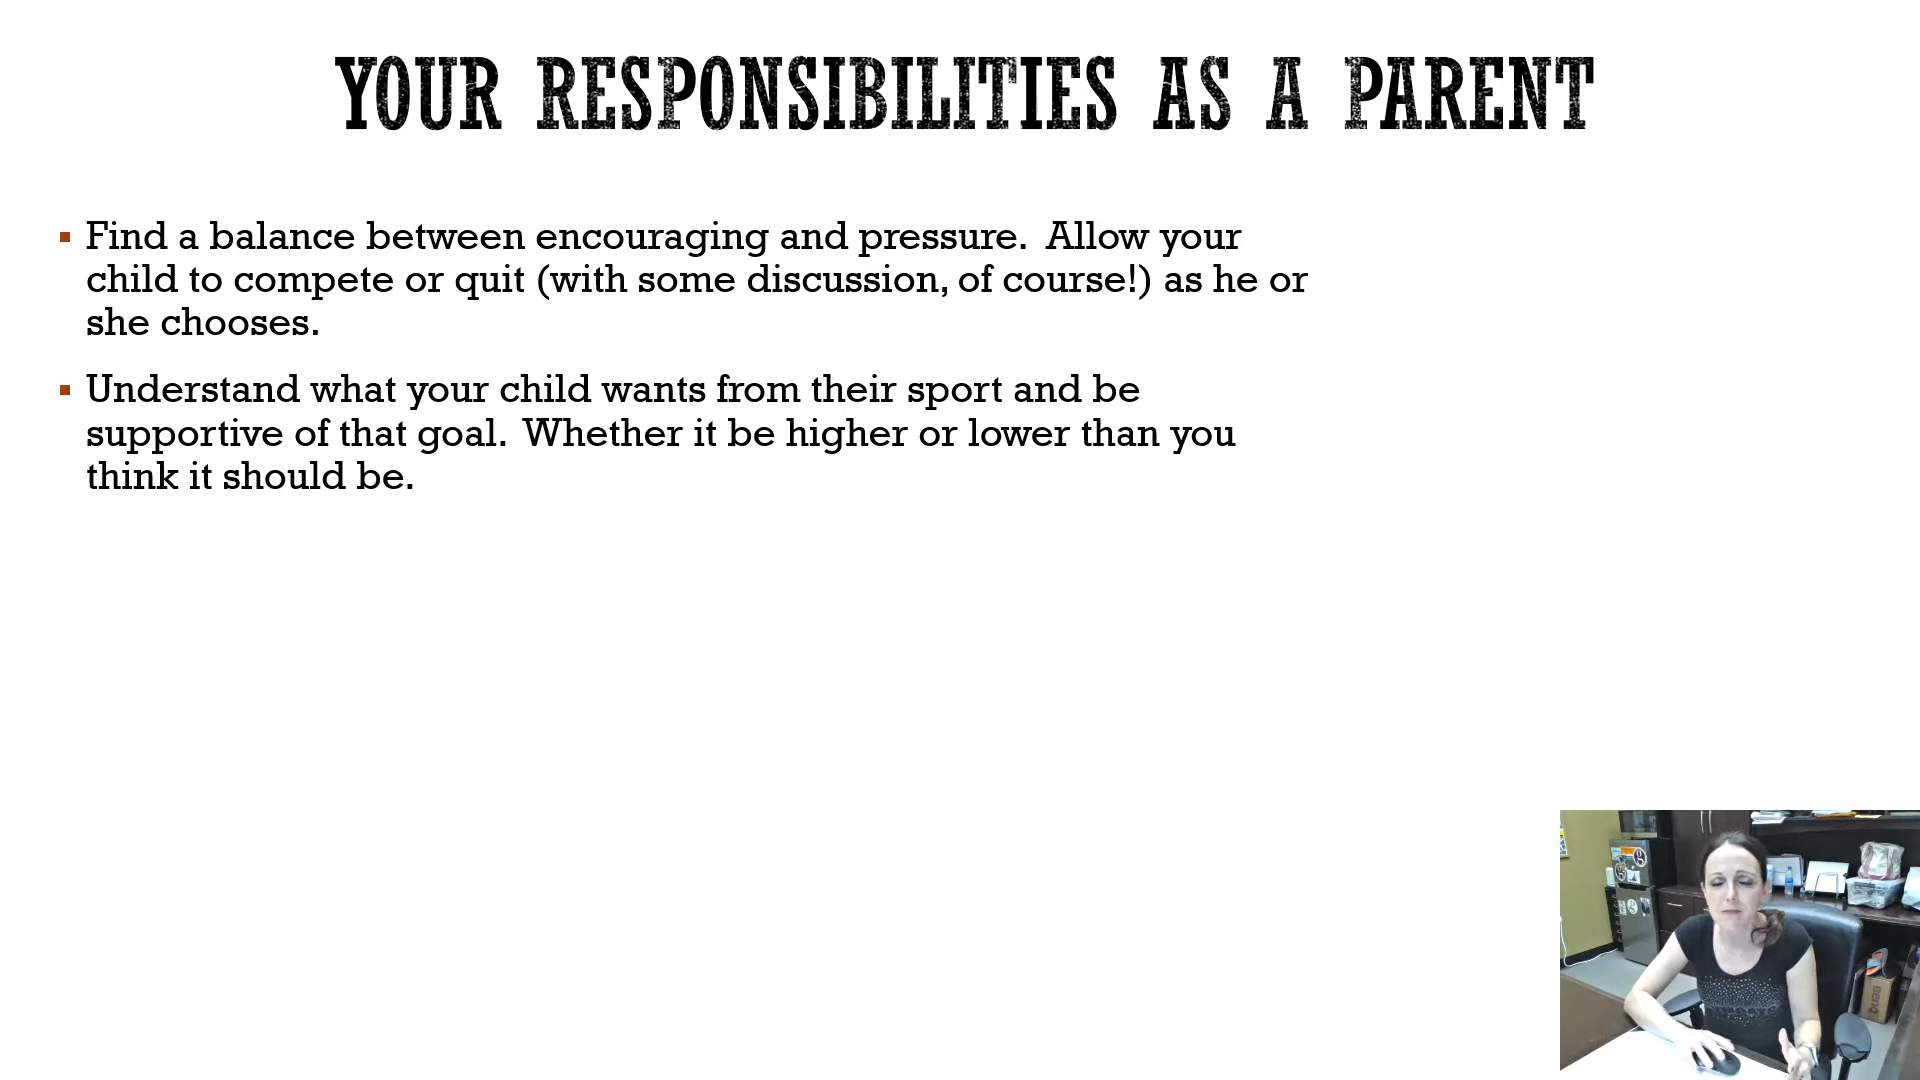 YOUR RESPONSIBILITIES AS A PARENT
Find a balance between encouraging and pressure.  Allow your
child to compete or quit (with some discussion, of course!) as he or
she chooses.
Understand what your child wants from their sport and be
supportive of that goal.  Whether it be higher or lower than you
think it should be.